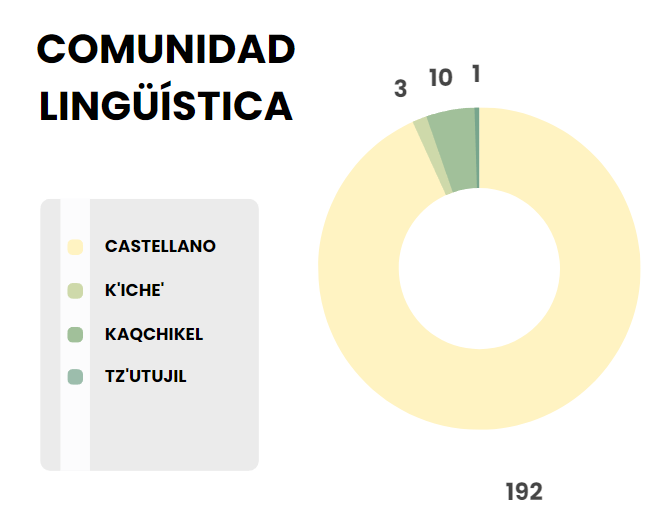 COMUNIDAD
LINGÜÍSTICA
3
10
1
CASTELLANO
K'ICHE'
KAQCHIKEL
TZ'UTUJIL
192